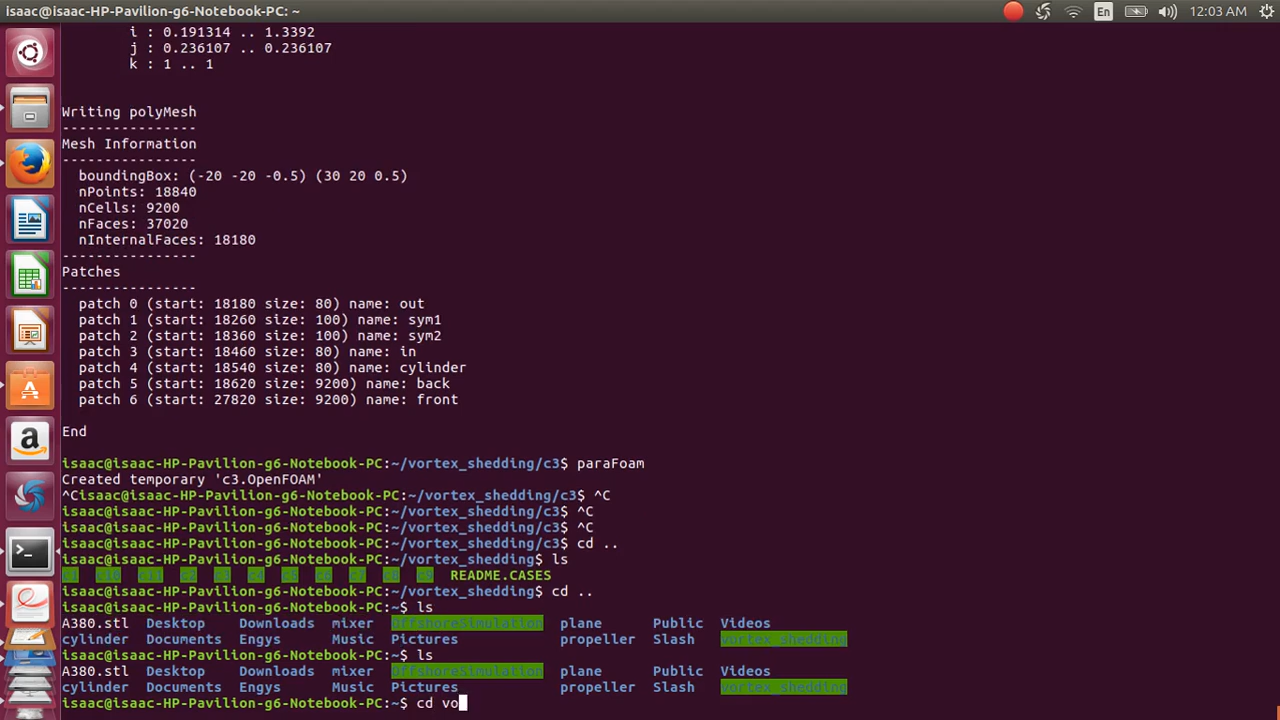 isaac@isaac-HP-Pavilion-g6-Notebook-PC: ~
En
12:03 AM
i : 0.191314 .. 1.3392
j : 0.236107 .. 0.236107
k : 1 .. 1
Writing polyMesh
----------------
Mesh Information
----------------
boundingBox: (-20 -20 -0.5) (30 20 0.5)
nPoints: 18840
nCells: 9200
nFaces: 37020
nInternalFaces: 18180
----------------
Patches
----------------
patch 0 (start: 18180 size: 80) name: out
patch 1 (start: 18260 size: 100) name: sym1
patch 2 (start: 18360 size: 100) name: sym2
patch 3 (start: 18460 size: 80) name: in
patch 4 (start: 18540 size: 80) name: cylinder
patch 5 (start: 18620 size: 9200) name: back
patch 6 (start: 27820 size: 9200) name: front
End
isaac@isaac-HP-Pavilion-g6-Notebook-PC:~/vortex_shedding/c3$ paraFoam
Created temporary 'c3.OpenFOAM'
^Cisaac@isaac-HP-Pavilion-g6-Notebook-PC:~/vortex_shedding/c3$ ^C
isaac@isaac-HP-Pavilion-g6-Notebook-PC:~/vortex_shedding/c3$ ^C
isaac@isaac-HP-Pavilion-g6-Notebook-PC:~/vortex_shedding/c3$ ^C
isaac@isaac-HP-Pavilion-g6-Notebook-PC:~/vortex_shedding/c3$ cd ..
isaac@isaac-HP-Pavilion-g6-Notebook-PC:~/vortex_shedding$ ls
c1 c10 c11 c2 c3 c4 c5 c6 c7 c8 c9 README.CASES
isaac@isaac-HP-Pavilion-g6-Notebook-PC:~/vortex_shedding$ cd ..
isaac@isaac-HP-Pavilion-g6-Notebook-PC:~$ ls
A380.stl Desktop Downloads mixer OffshoreSimulation plane Public Videos
cylinder Documents Engys Music Pictures propeller Slash vortex_shedding
isaac@isaac-HP-Pavilion-g6-Notebook-PC:~$ ls
A380.stl Desktop Downloads mixer OffshoreSimulation plane Public Videos
cylinder Documents Engys Music Pictures propeller Slash vortex_shedding
isaac@isaac-HP-Pavilion-g6-Notebook-PC:~$ cd vo